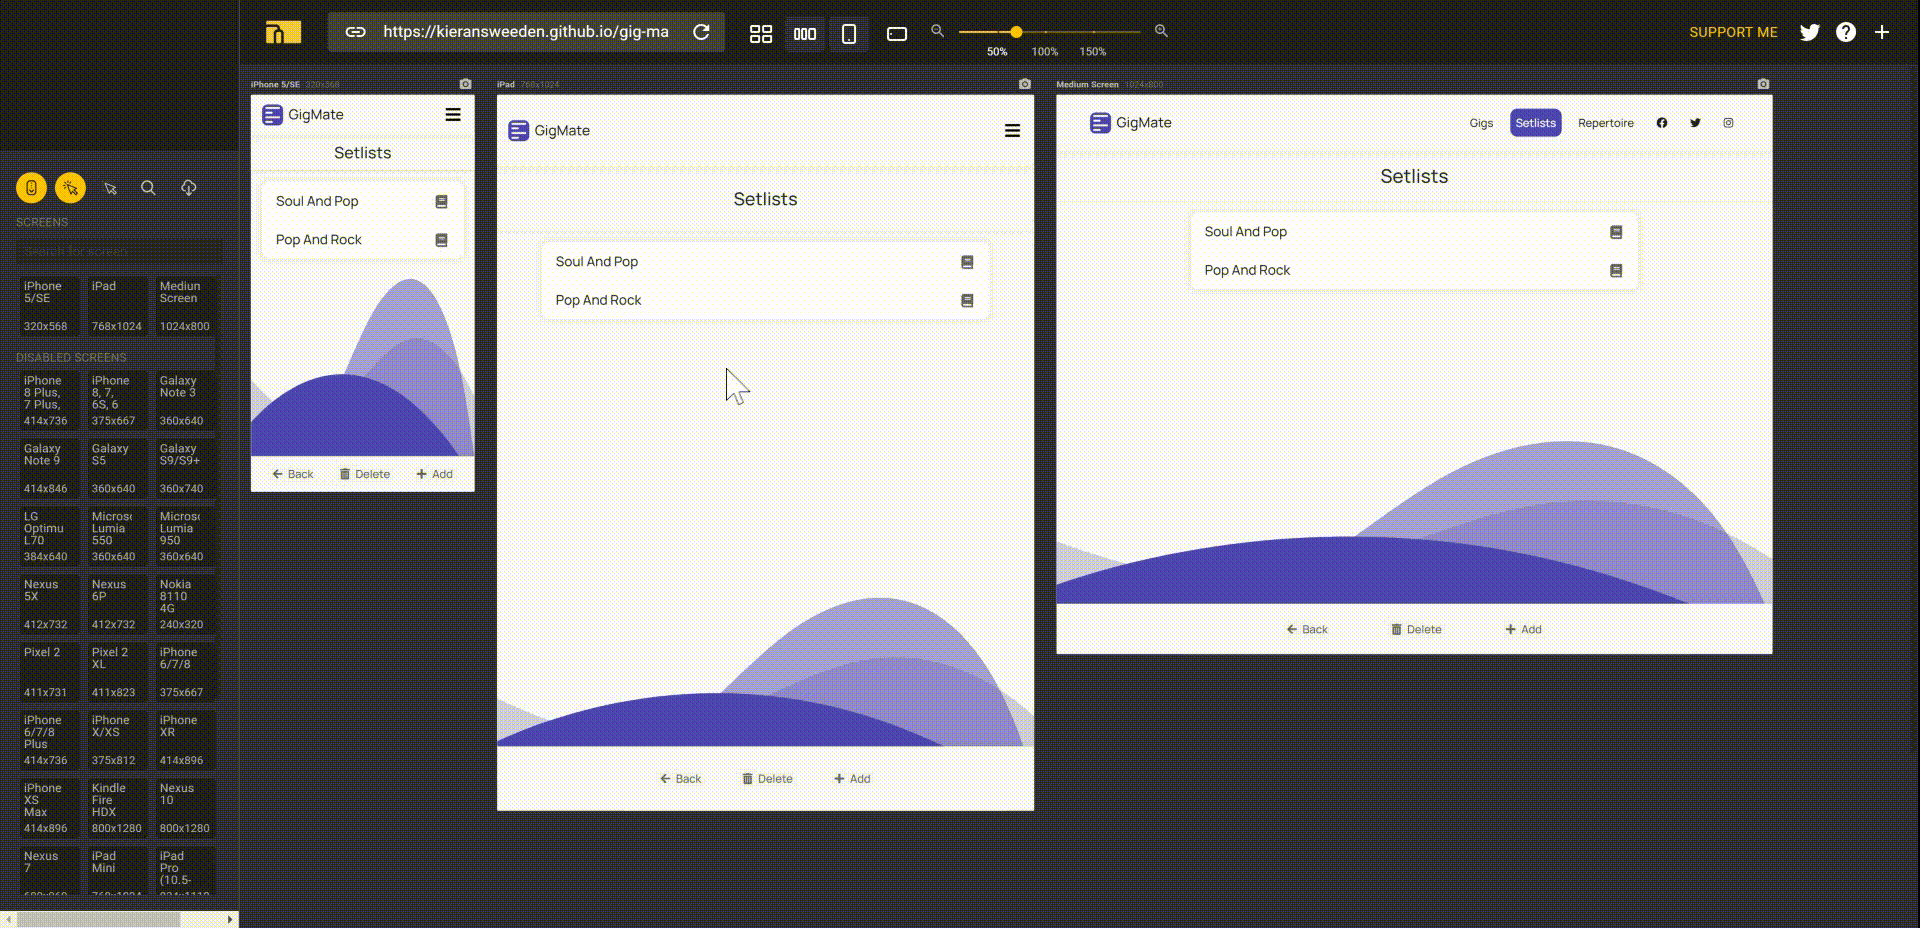 https://kieransweeden.github.io/gig-ma
50%
100%
150%
SUPPORT ME
SCREENS
Search for screen
iPhone
5/SE
320x568
iPad
768x1024
Mediun
Screen
1024x800
DISABLED SCREENS
iPhone
8 Plus,
7 Plus,
414x736
iPhone
8, 7,
6S, 6
375x667
Galaxy
Note 3
360x640
Galaxy
Note 9
414x846
Galaxy
S5
360x640
Galaxy
S9/S9+
360x740
LG
Optimu
L70
384x640
Micros
Lumia
550
360x640
Micros
Lumia
950
360x640
Nexus
5X
412x732
Nexus
6P
412x732
Nokia
8110
4G
240x320
Pixel 2
411x731
Pixel 2
XL
411x823
iPhone
6/7/8
375x667
iPhone
6/7/8
Plus
414x736
iPhone
X/XS
375x812
iPhone
XR
414x896
iPhone
XS
Max
414x896
Kindle
Fire
HDX
800x1280
Nexus
10
800x1280
Nexus
7
iPad
Mini
iPad
Pro
(10.5-
iPhone 5/SE 320x568
GigMate
Setlists
Soul And Pop
Pop And Rock
Back Delete Add
iPad 768x1024
GigMate
Setlists
Soul And Pop
Pop And Rock
Back Delete Add
Medium Screen 1024x800
GigMate
Gigs Setlists Repertoire
Setlists
Soul And Pop
Pop And Rock
Back Delete Add